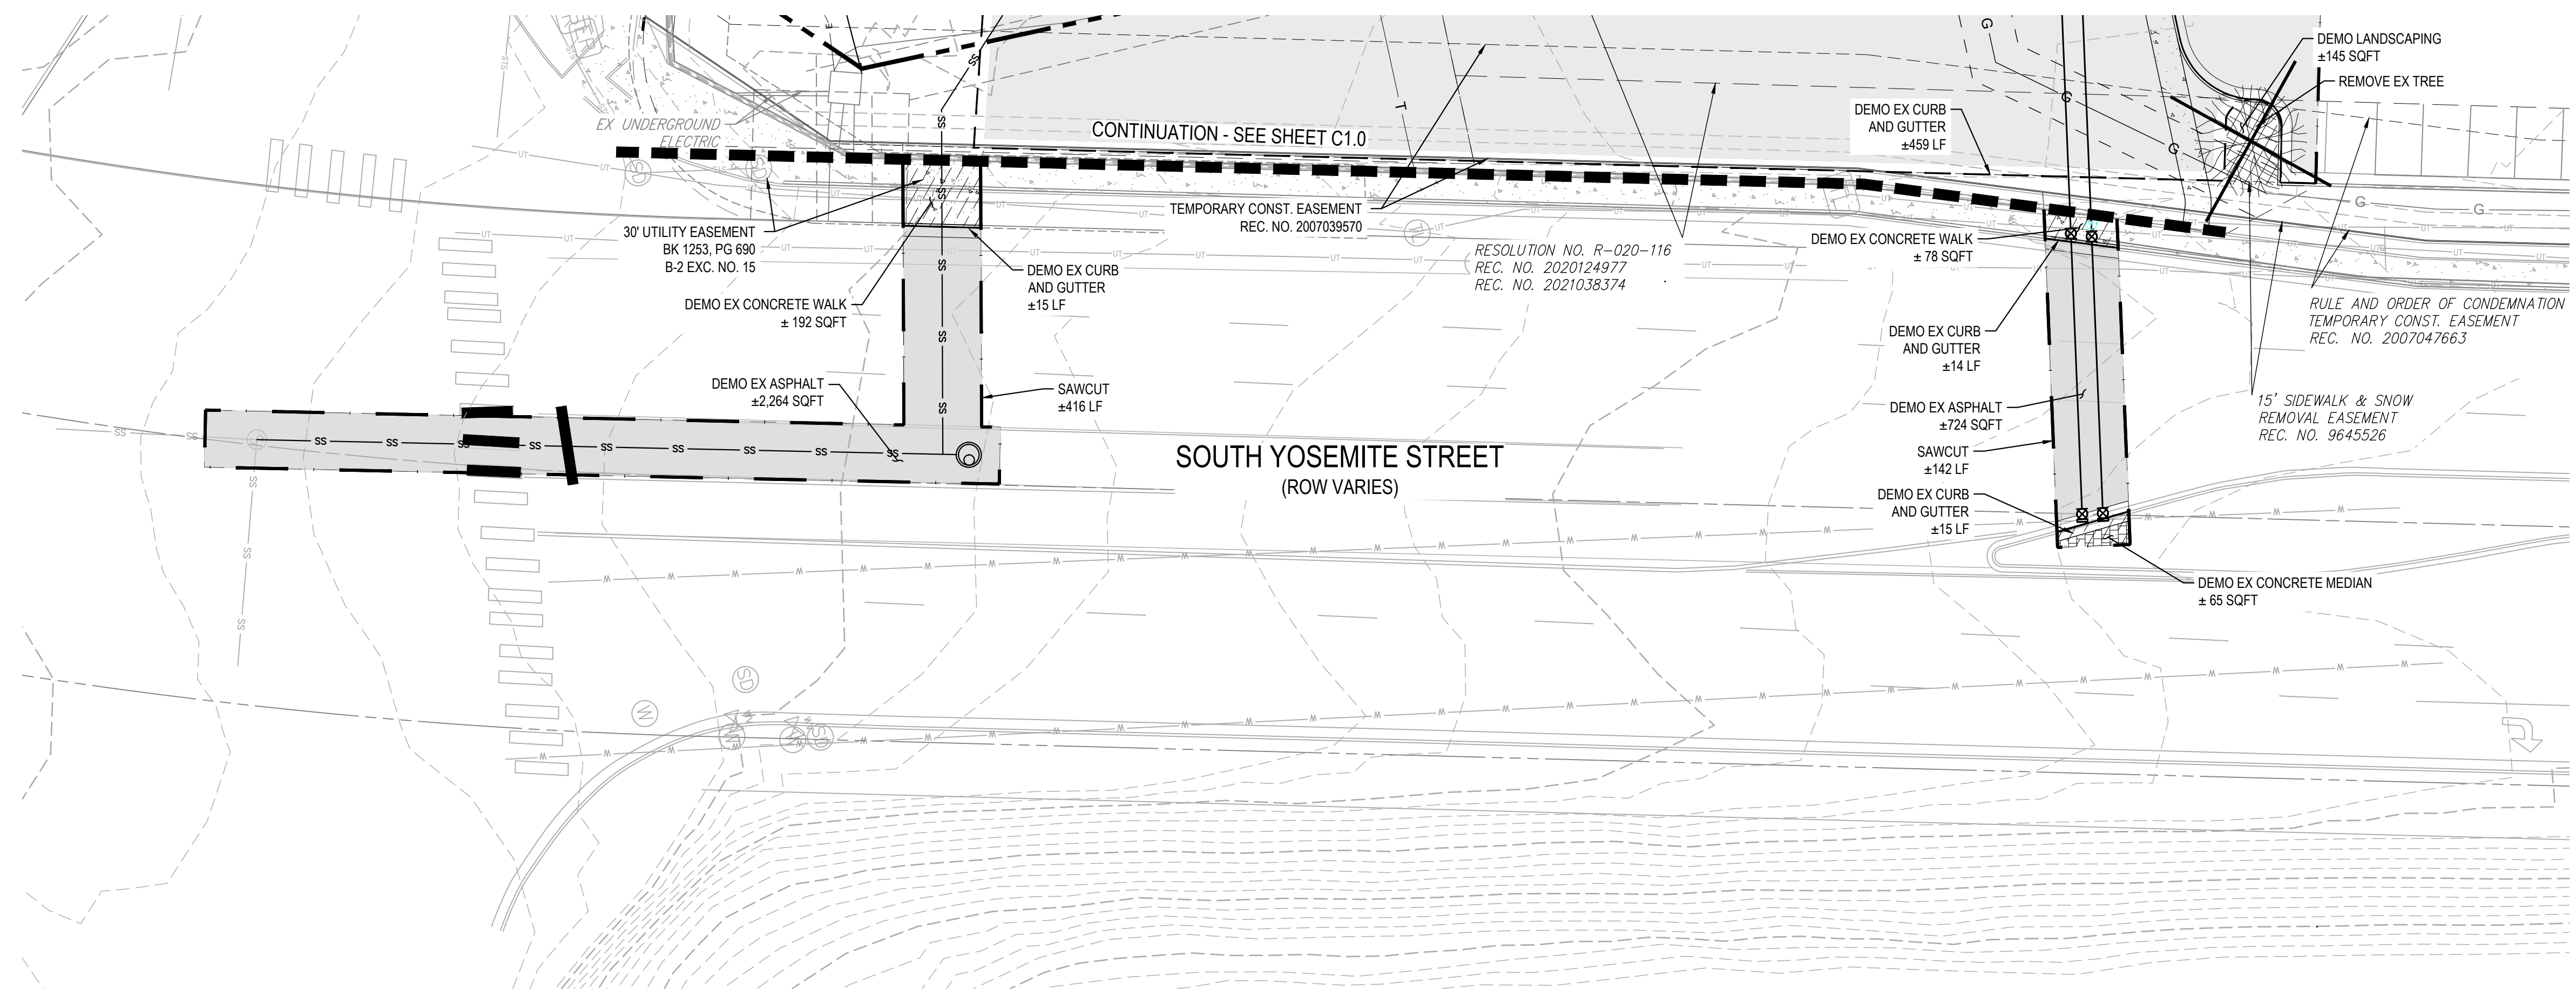 DEMO LANDSCAPING
±145 SQFT
REMOVE EX TREE
EX UNDERGROUND
ELECTRIC
CONTINUATION - SEE SHEET C1.0
DEMO EX CURB
AND GUTTER
±459 LF
30' UTILITY EASEMENT
BK 1253, PG 690
B-2 EXC. NO. 15
DEMO EX CONCRETE WALK
± 192 SQFT
DEMO EX CURB
AND GUTTER
±15 LF
TEMPORARY CONST. EASEMENT
REC. NO. 2007039570
RESOLUTION NO. R-020-116
REC. NO. 2020124977
REC. NO. 2021038374
DEMO EX CONCRETE WALK
± 78 SQFT
RULE AND ORDER OF CONDEMNATION
TEMPORARY CONST. EASEMENT
REC. NO. 2007047663
DEMO EX CURB
AND GUTTER
±14 LF
DEMO EX ASPHALT
±2,264 SQFT
SAWCUT
±416 LF
DEMO EX ASPHALT
±724 SQFT
15' SIDEWALK & SNOW
REMOVAL EASEMENT
REC. NO. 9645526
SOUTH YOSEMITE STREET
(ROW VARIES)
SAWCUT
±142 LF
DEMO EX CURB
AND GUTTER
±15 LF
DEMO EX CONCRETE MEDIAN
± 65 SQFT